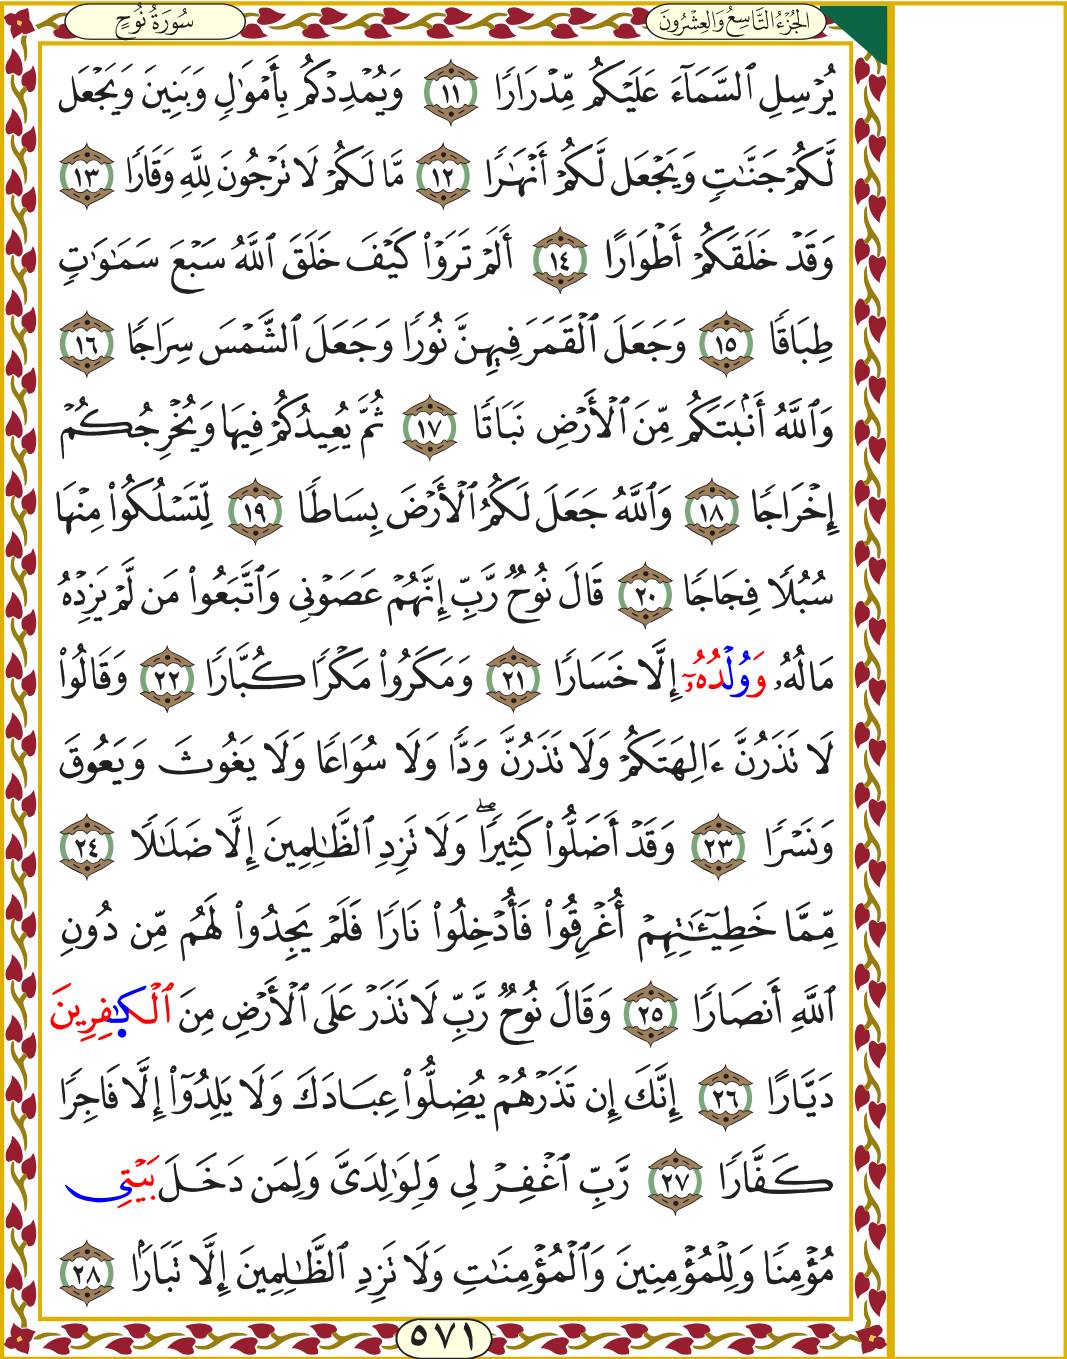 الجُزْءُ التَّاسِعُ وَالعِشْرُونَ سُورَةُ نُوحٍ
يُرْسِلِ ٱلسَّمَآءَ عَلَيْكُم مِّدْرَارًا ١١ وَيُمْدِدْكُم بِأَمْوَٰلٍ وَبَنِينَ وَيَجْعَل
لَّكُمْ جَنَّـٰتٍ وَيَجْعَل لَّكُمْ أَنْهَـٰرًا ١٢ مَّا لَكُمْ لَا تَرْجُونَ لِلَّهِ وَقَارًا ١٣
وَقَدْ خَلَقَكُمْ أَطْوَارًا ١٤ أَلَمْ تَرَوْا۟ كَيْفَ خَلَقَ ٱللَّهُ سَبْعَ سَمَـٰوَٰتٍ
طِبَاقًا ١٥ وَجَعَلَ ٱلْقَمَرَ فِيهِنَّ نُورًا وَجَعَلَ ٱلشَّمْسَ سِرَاجًا ١٦
وَٱللَّهُ أَنۢبَتَكُم مِّنَ ٱلْأَرْضِ نَبَاتًا ١٧ ثُمَّ يُعِيدُكُمْ فِيهَا وَيُخْرِجُكُمْ
إِخْرَاجًا ١٨ وَٱللَّهُ جَعَلَ لَكُمُ ٱلْأَرْضَ بِسَاطًا ١٩ لِّتَسْلُكُوا۟ مِنْهَا
سُبُلًا فِجَاجًا ٢٠ قَالَ نُوحٌ رَّبِّ إِنَّهُمْ عَصَوْنِى وَٱتَّبَعُوا۟ مَن لَّمْ يَزِدْهُ
مَالُهُۥ وَوُلْدُهُۥٓ إِلَّا خَسَارًا ٢١ وَمَكَرُوا۟ مَكْرًا كُبَّارًا ٢٢ وَقَالُوا۟
لَا تَذَرُنَّ ءَالِهَتَكُمْ وَلَا تَذَرُنَّ وَدًّا وَلَا سُوَاعًا وَلَا يَغُوثَ وَيَعُوقَ
وَنَسْرًا ٢٣ وَقَدْ أَضَلُّوا۟ كَثِيرًا ۖ وَلَا تَزِدِ ٱلظَّـٰلِمِينَ إِلَّا ضَلَـٰلًا ٢٤
مِّمَّا خَطِيٓـَٔـٰتِهِمْ أُغْرِقُوا۟ فَأُدْخِلُوا۟ نَارًا فَلَمْ يَجِدُوا۟ لَهُم مِّن دُونِ
ٱللَّهِ أَنصَارًا ٢٥ وَقَالَ نُوحٌ رَّبِّ لَا تَذَرْ عَلَى ٱلْأَرْضِ مِنَ ٱلْكَـٰفِرِينَ
دَيَّارًا ٢٦ إِنَّكَ إِن تَذَرْهُمْ يُضِلُّوا۟ عِبَادَكَ وَلَا يَلِدُوٓا۟ إِلَّا فَاجِرًا
كَفَّارًا ٢٧ رَّبِّ ٱغْفِرْ لِى وَلِوَٰلِدَىَّ وَلِمَن دَخَلَ بَيْتِى
مُؤْمِنًا وَلِلْمُؤْمِنِينَ وَٱلْمُؤْمِنَـٰتِ وَلَا تَزِدِ ٱلظَّـٰلِمِينَ إِلَّا تَبَارًۢا ٢٨
٥٧١